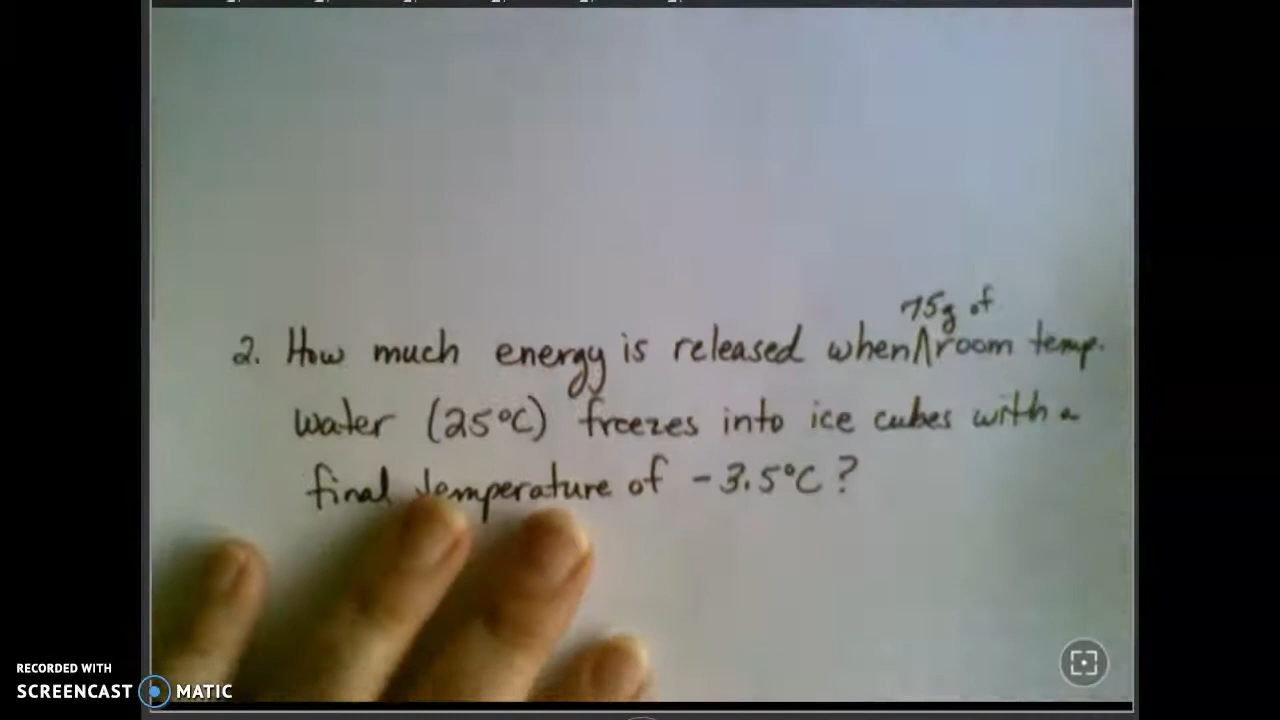 75g of
2. How much energy is released when∧room temp.
water (25°C) freezes into ice cubes with a
final temperature of -3.5°C?
RECORDED WITH
SCREENCAST MATIC